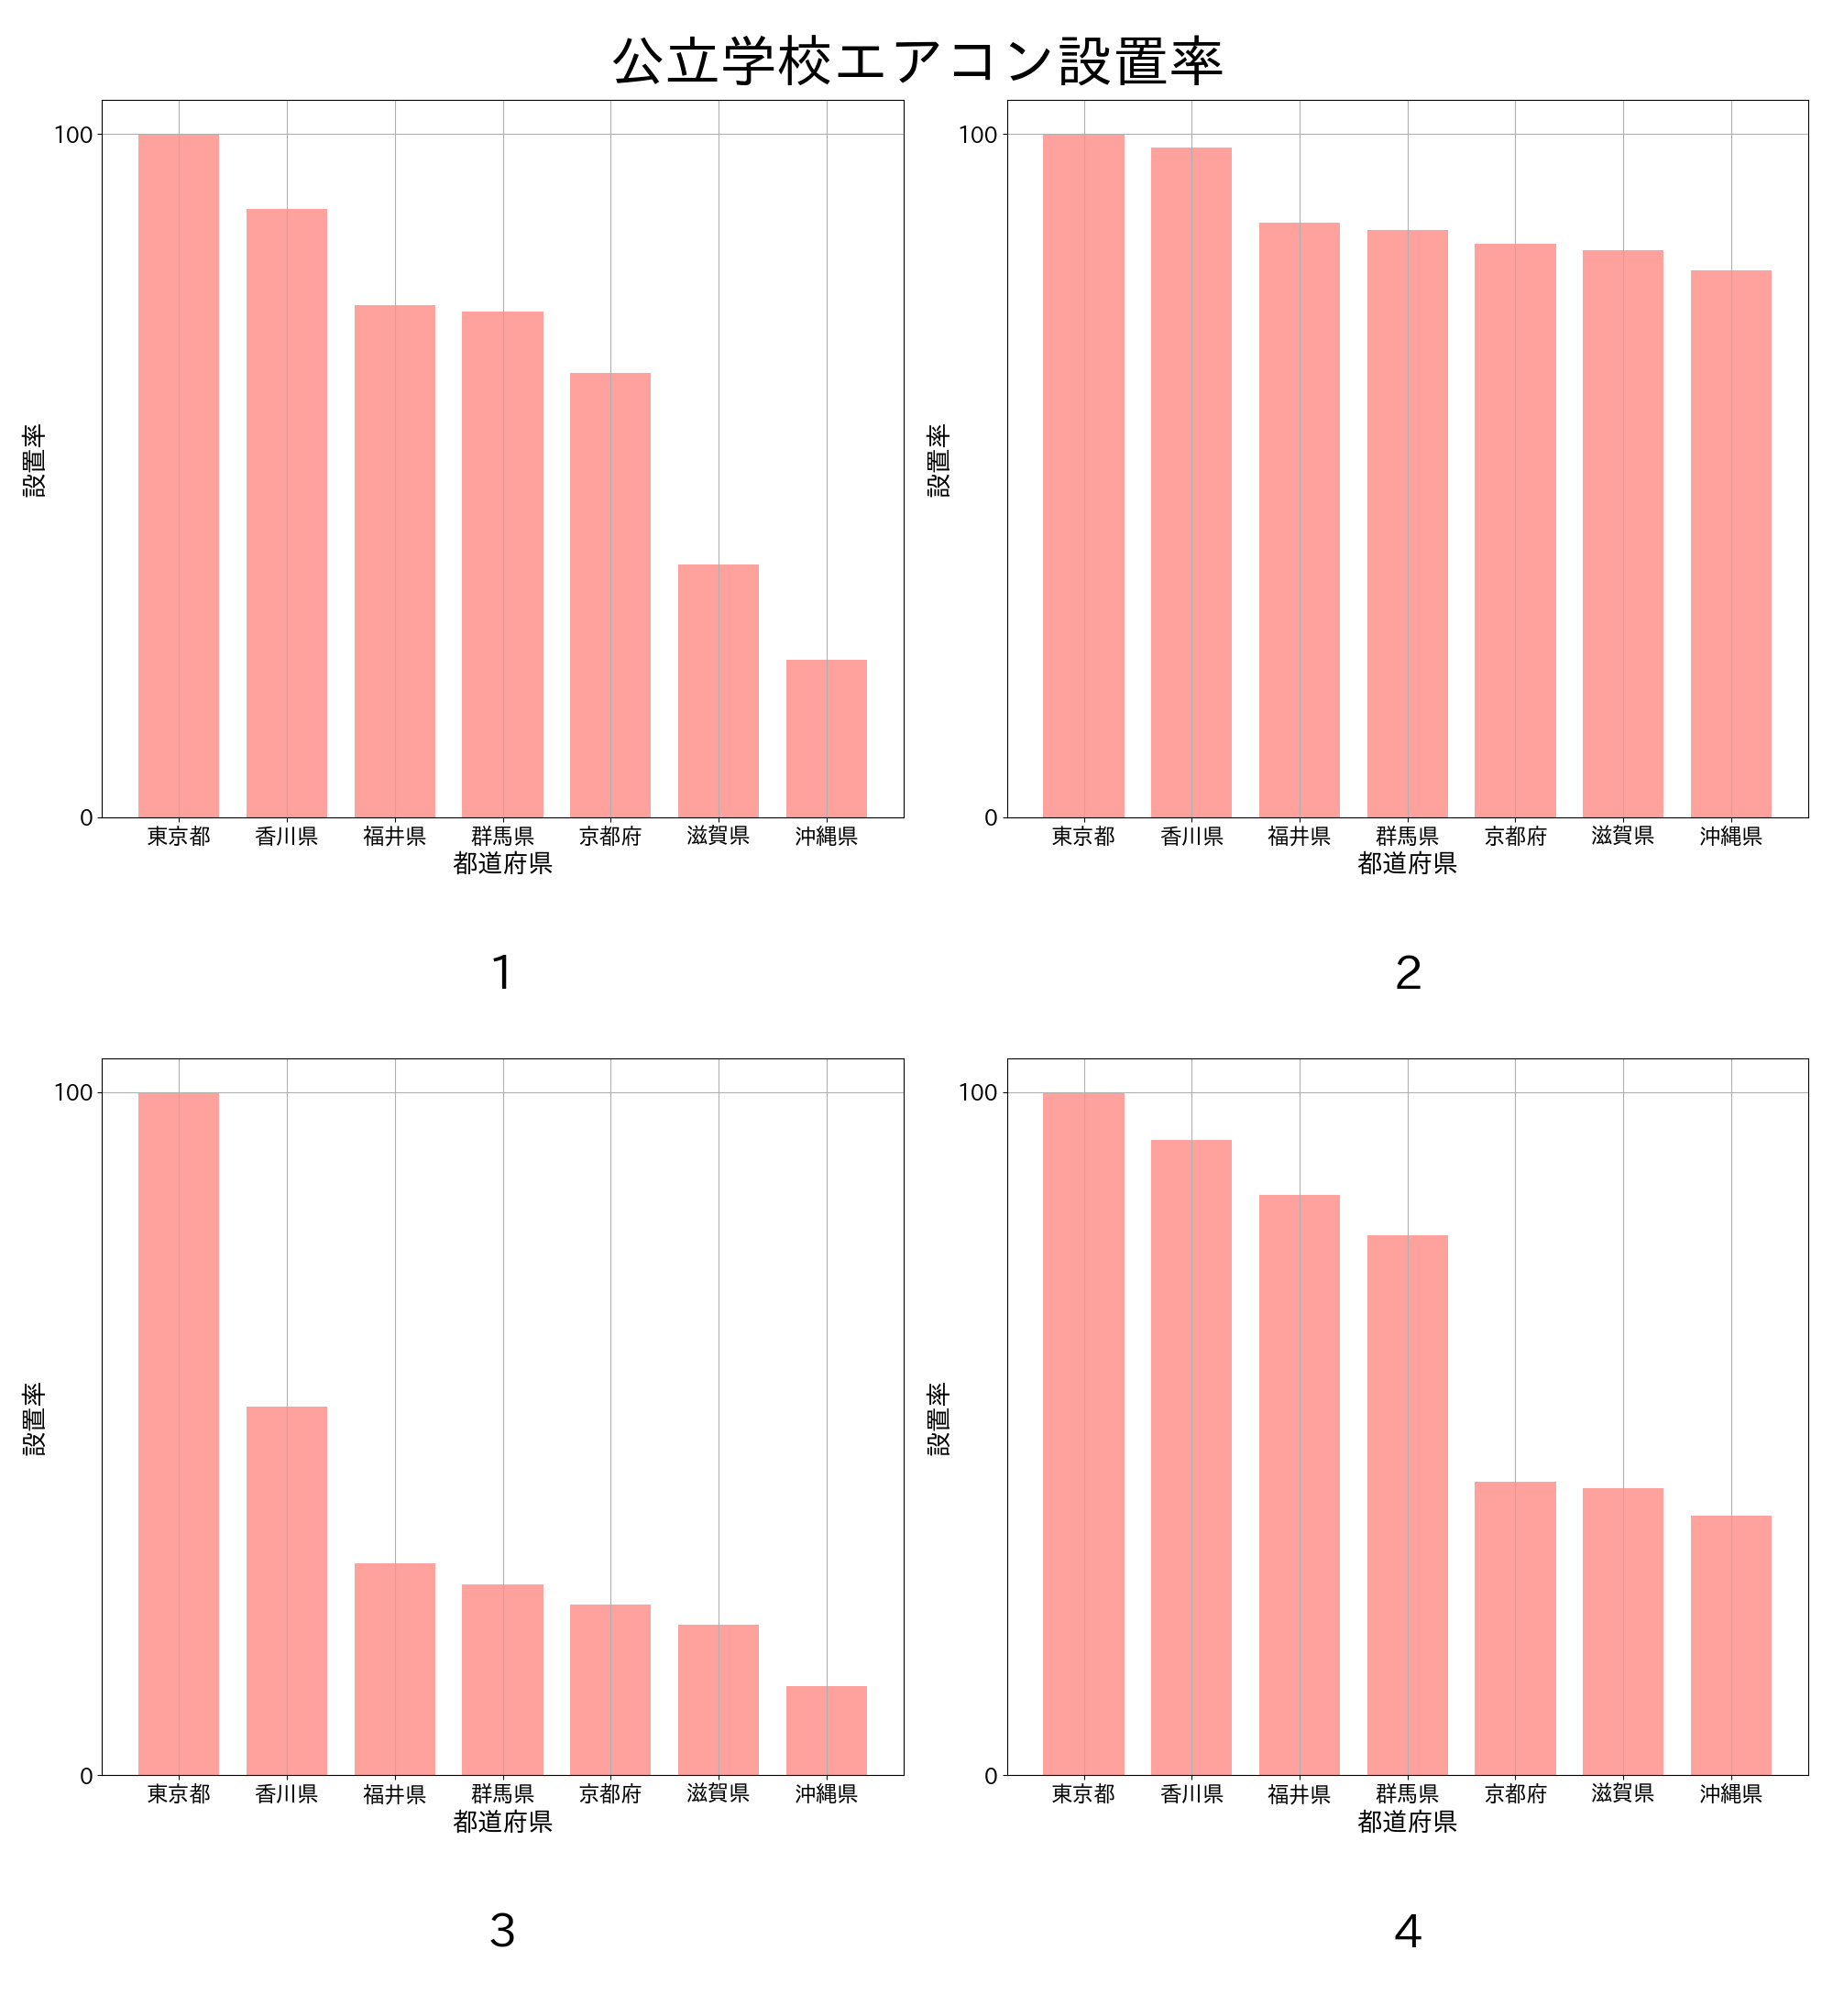 公立学校エアコン設置率
100
0
設置率
東京都 香川県 福井県 群馬県 京都府 滋賀県 沖縄県
都道府県
1
100
0
設置率
東京都 香川県 福井県 群馬県 京都府 滋賀県 沖縄県
都道府県
2
100
0
設置率
東京都 香川県 福井県 群馬県 京都府 滋賀県 沖縄県
都道府県
3
100
0
設置率
東京都 香川県 福井県 群馬県 京都府 滋賀県 沖縄県
都道府県
4